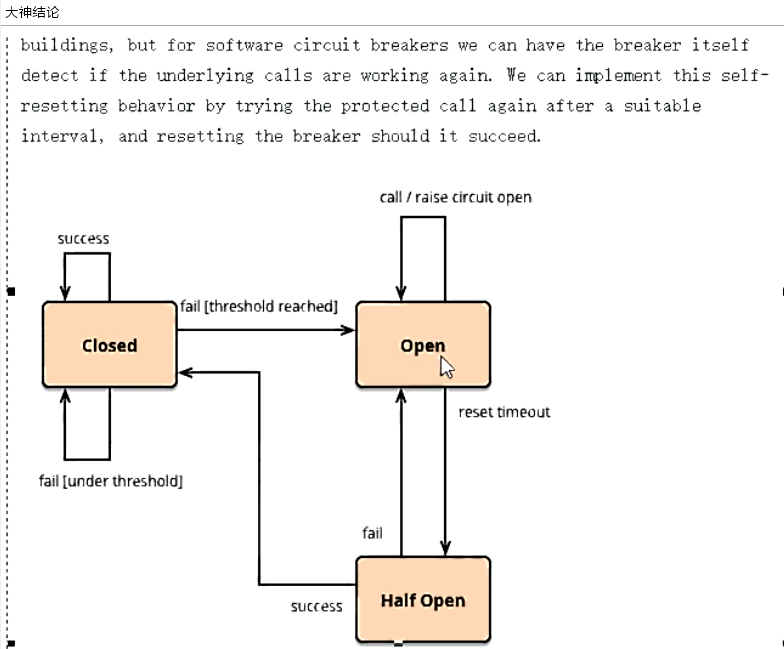 大神结论
buildings, but for software circuit breakers we can have the breaker itself
detect if the underlying calls are working again. We can implement this self-
resetting behavior by trying the protected call again after a suitable
interval, and resetting the breaker should it succeed.
call / raise circuit open
success
fail [threshold reached]
Closed
Open
reset timeout
fail [under threshold]
fail
Half Open
success